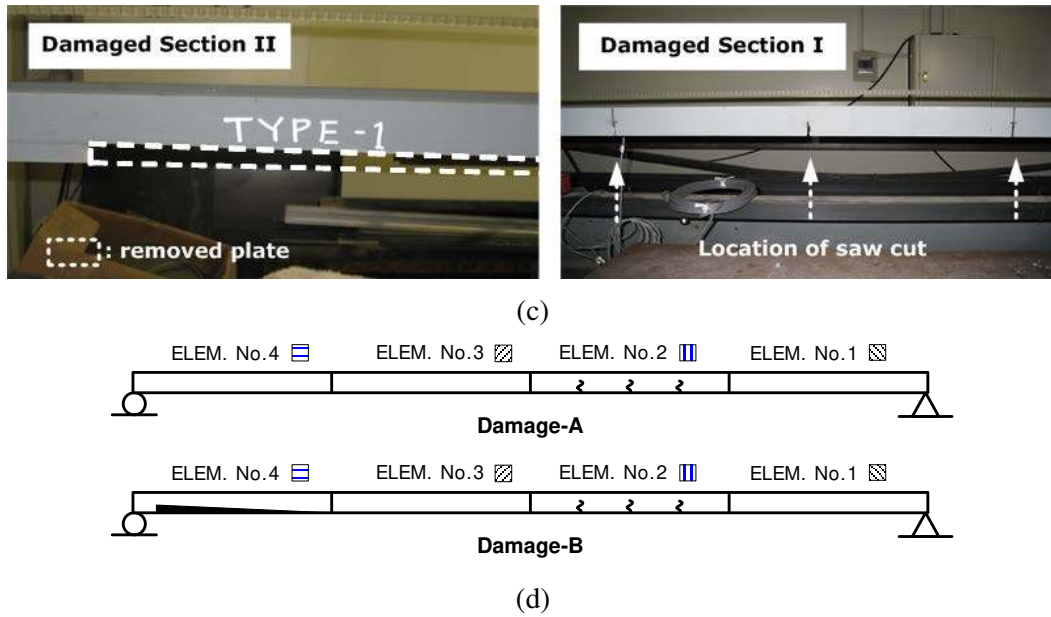 Damaged Section II
TYPE-1
: removed plate
Damaged Section I
Location of saw cut
(c)
ELEM. No.4 ELEM. No.3 ELEM. No.2 ELEM. No.1
Damage-A
ELEM. No.4 ELEM. No.3 ELEM. No.2 ELEM. No.1
Damage-B
(d)